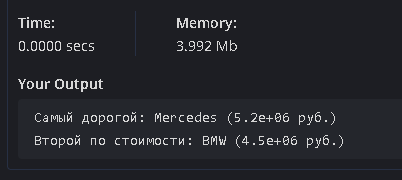 Time: Memory:
0.0000 secs 3.992 Mb
Your Output
Самый дорогой: Mercedes (5.2e+06 руб.)
Второй по стоимости: BMW (4.5e+06 руб.)